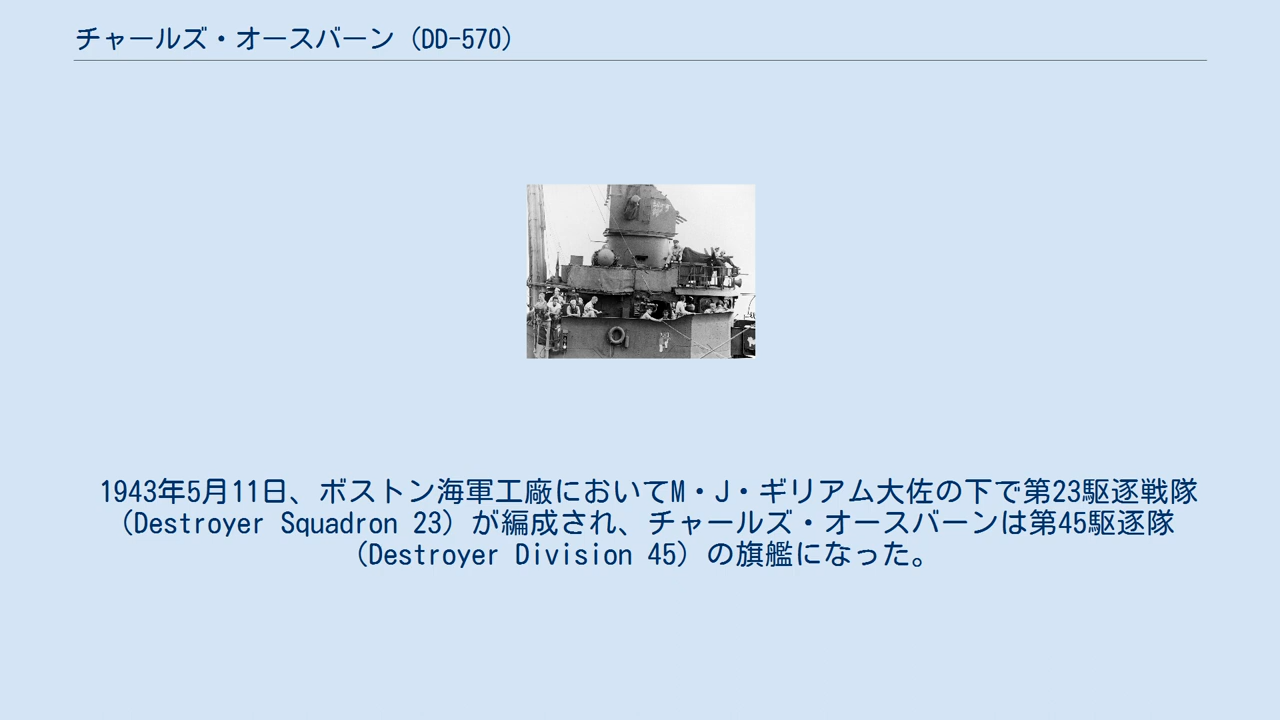 チャールズ・オースバーン（DD-570）
1943年5月11日、ボストン海軍工廠においてM・J・ギリアム大佐の下で第23駆逐戦隊
（Destroyer Squadron 23）が編成され、チャールズ・オースバーンは第45駆逐隊
（Destroyer Division 45）の旗艦になった。